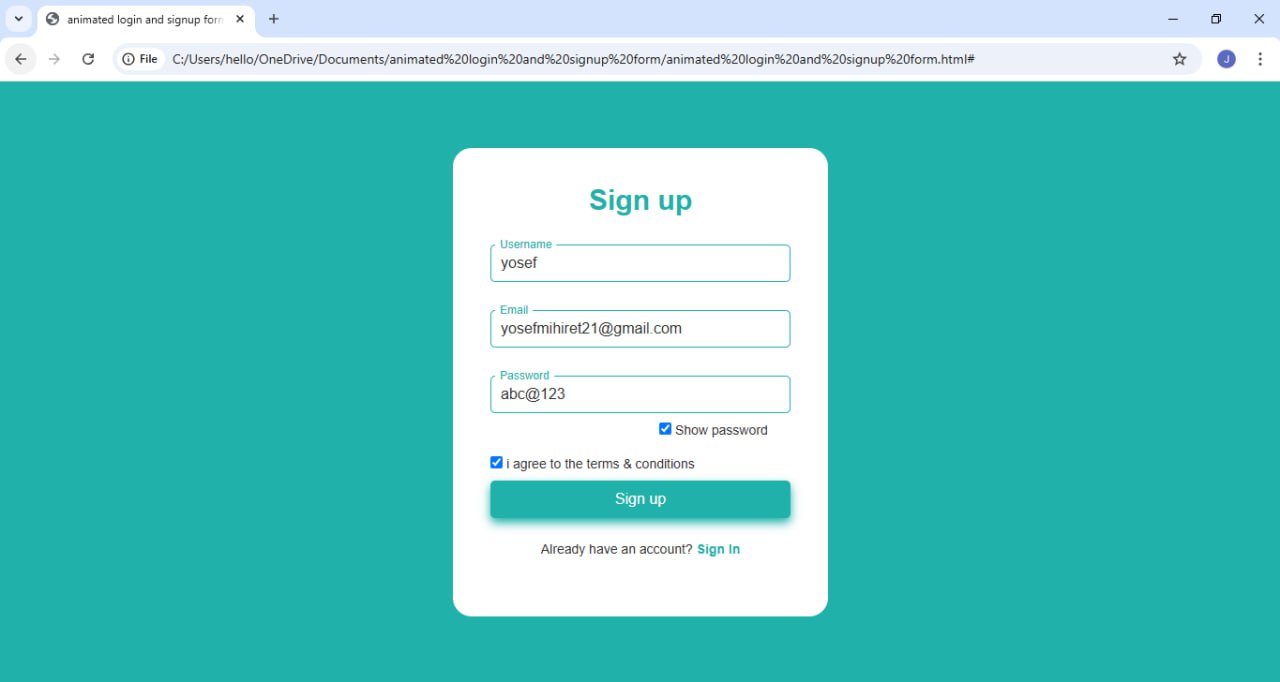 animated login and signup for
File
C:/Users/hello/OneDrive/Documents/animated%20login%20and%20signup%20form/animated%20login%20and%20signup%20form.html#
J
Sign up
Username
yosef
Email
yosefmihiret21@gmail.com
Password
abc@123
Show password
i agree to the terms & conditions
Sign up
Already have an account? Sign In